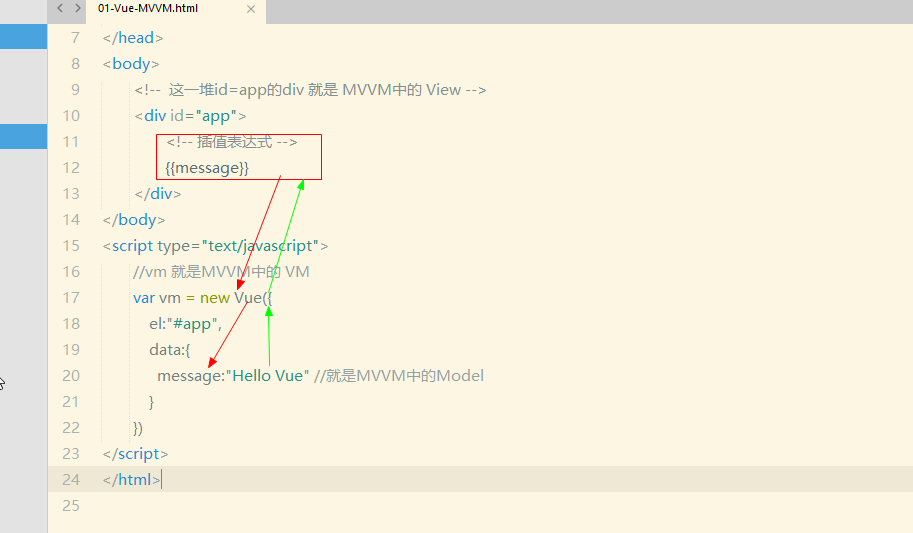 01-Vue-MVVM.html
7 </head>
8 <body>
9 <!-- 这一堆id=app的div 就是 MVVM中的 View -->
10 <div id="app">
11 <!-- 插值表达式 -->
12 {{message}}
13 </div>
14 </body>
15 <script type="text/javascript">
16 //vm 就是MVVM中的 VM
17 var vm = new Vue({
18 el:"#app",
19 data:{
20 message:"Hello Vue" //就是MVVM中的Model
21 }
22 })
23 </script>
24 </html>
25